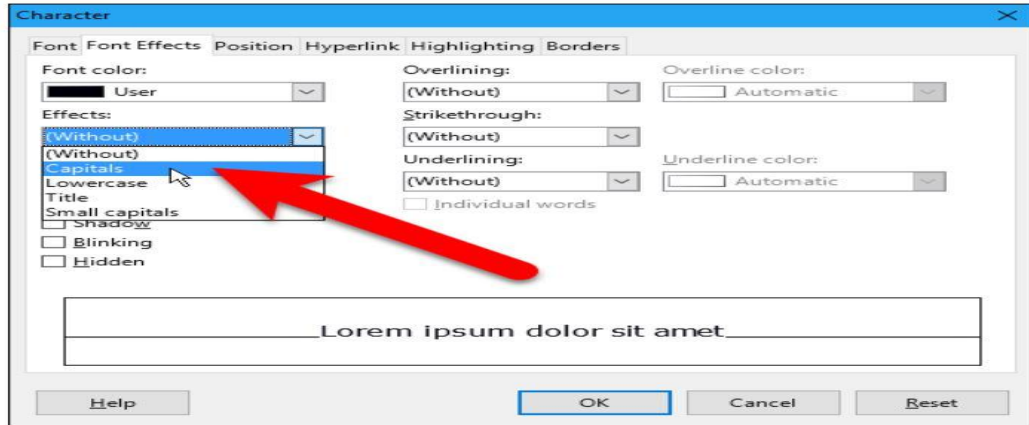 Character
Font Font Effects Position Hyperlink Highlighting Borders
Font color: Overlining: Overline color:
User (Without) Automatic
Effects: Strikethrough:
(Without) (Without)
(Without) Underlining: Underline color:
Capitals (Without) Automatic
Lowercase Individual words
Title
Small capitals
Shadow
Blinking
Hidden
Lorem ipsum dolor sit amet
Help OK Cancel Reset